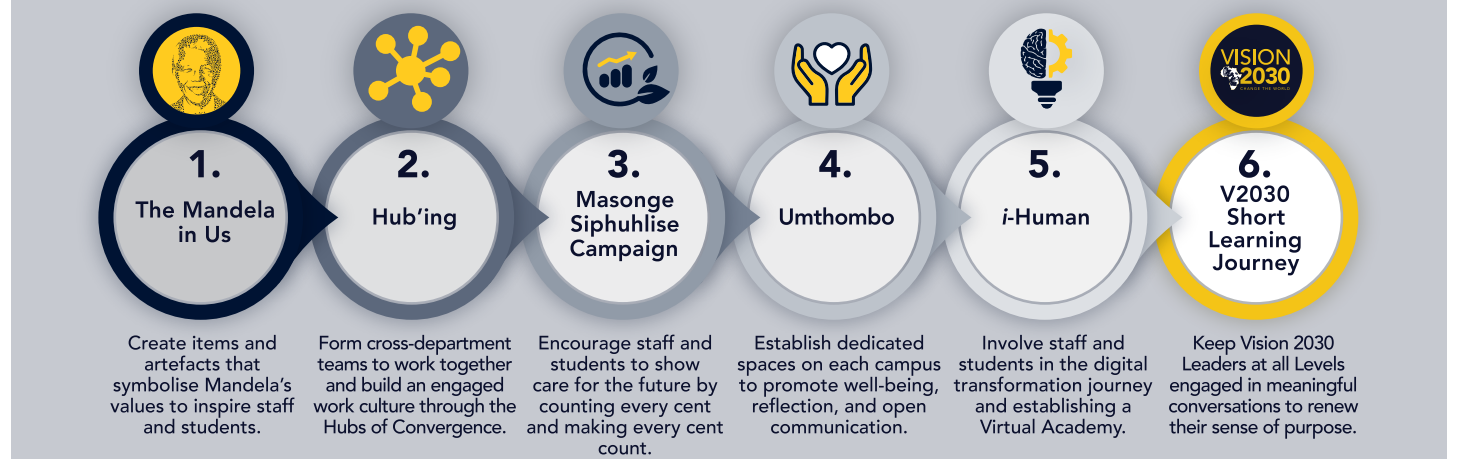 VISION
2030
CHANGE THE WORLD
1.
The Mandela
in Us
Create items and
artefacts that
symbolise Mandela's
values to inspire staff
and students.
2.
Hub'ing
Form cross-department
teams to work together
and build an engaged
work culture through the
Hubs of Convergence.
3.
Masonge
Siphuhlise
Campaign
Encourage staff and
students to show
care for the future by
counting every cent
and making every cent
count.
4.
Umthombo
Establish dedicated
spaces on each campus
to promote well-being,
reflection, and open
communication.
5.
i-Human
Involve staff and
students in the digital
transformation journey
and establishing a
Virtual Academy.
6.
V2030
Short
Learning
Journey
Keep Vision 2030
Leaders at all Levels
engaged in meaningful
conversations to renew
their sense of purpose.